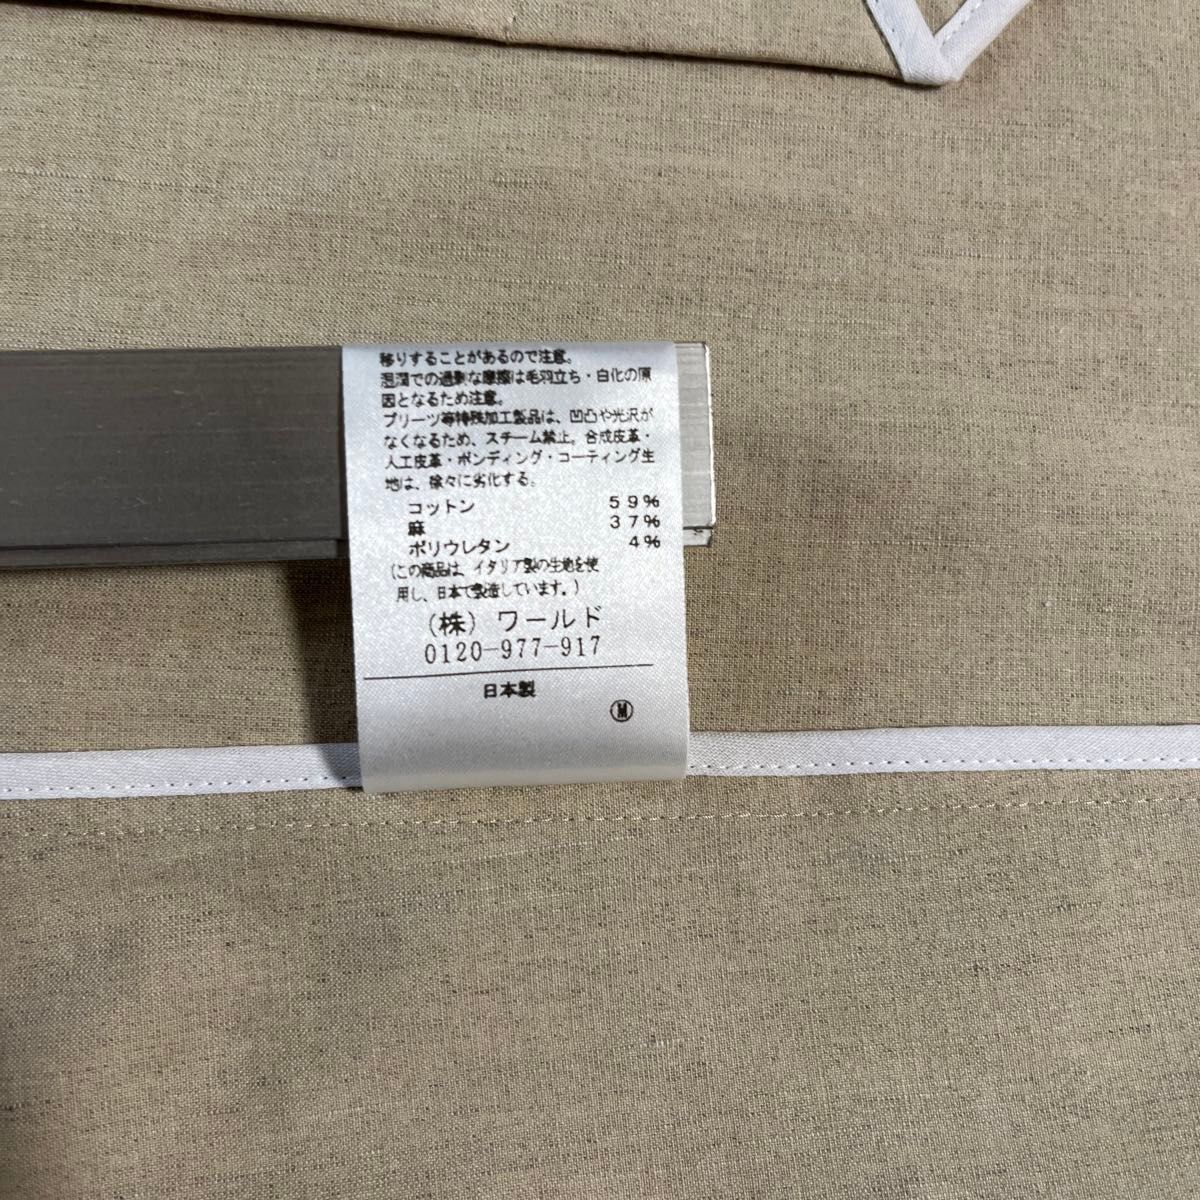 移りすることがあるので注意。
湿潤での過剰な摩擦は毛羽立ち・白化の原
因となるため注意。
プリーツ等特殊加工製品は、凹凸や光沢が
なくなるため、スチーム禁止。合成皮革・
人工皮革・ボンディング・コーティング生
地は、徐々に劣化する。
コットン 59%
麻 37%
ポリウレタン 4%
(この商品は、イタリア製の生地を使
用し、日本で製造しています。)
(株) ワールド
0120-977-917
日本製
M